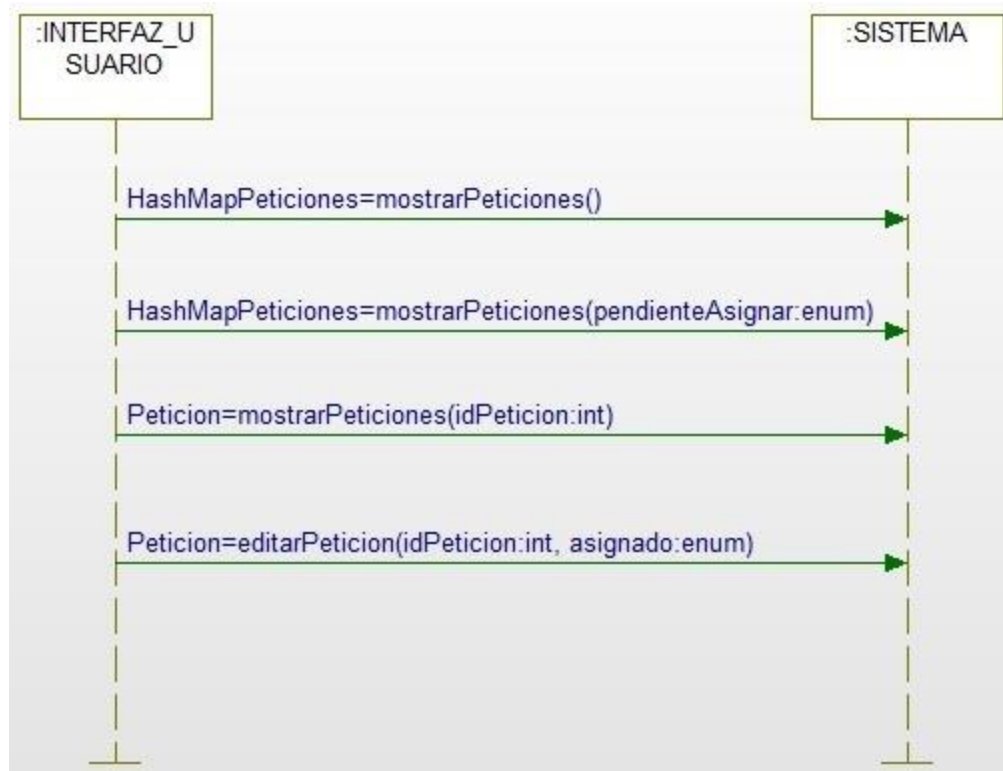 :INTERFAZ_U
SUARIO
:SISTEMA
HashMapPeticiones=mostrarPeticiones()
HashMapPeticiones=mostrarPeticiones(pendienteAsignar:enum)
Peticion=mostrarPeticiones(idPeticion:int)
Peticion=editarPeticion(idPeticion:int, asignado:enum)